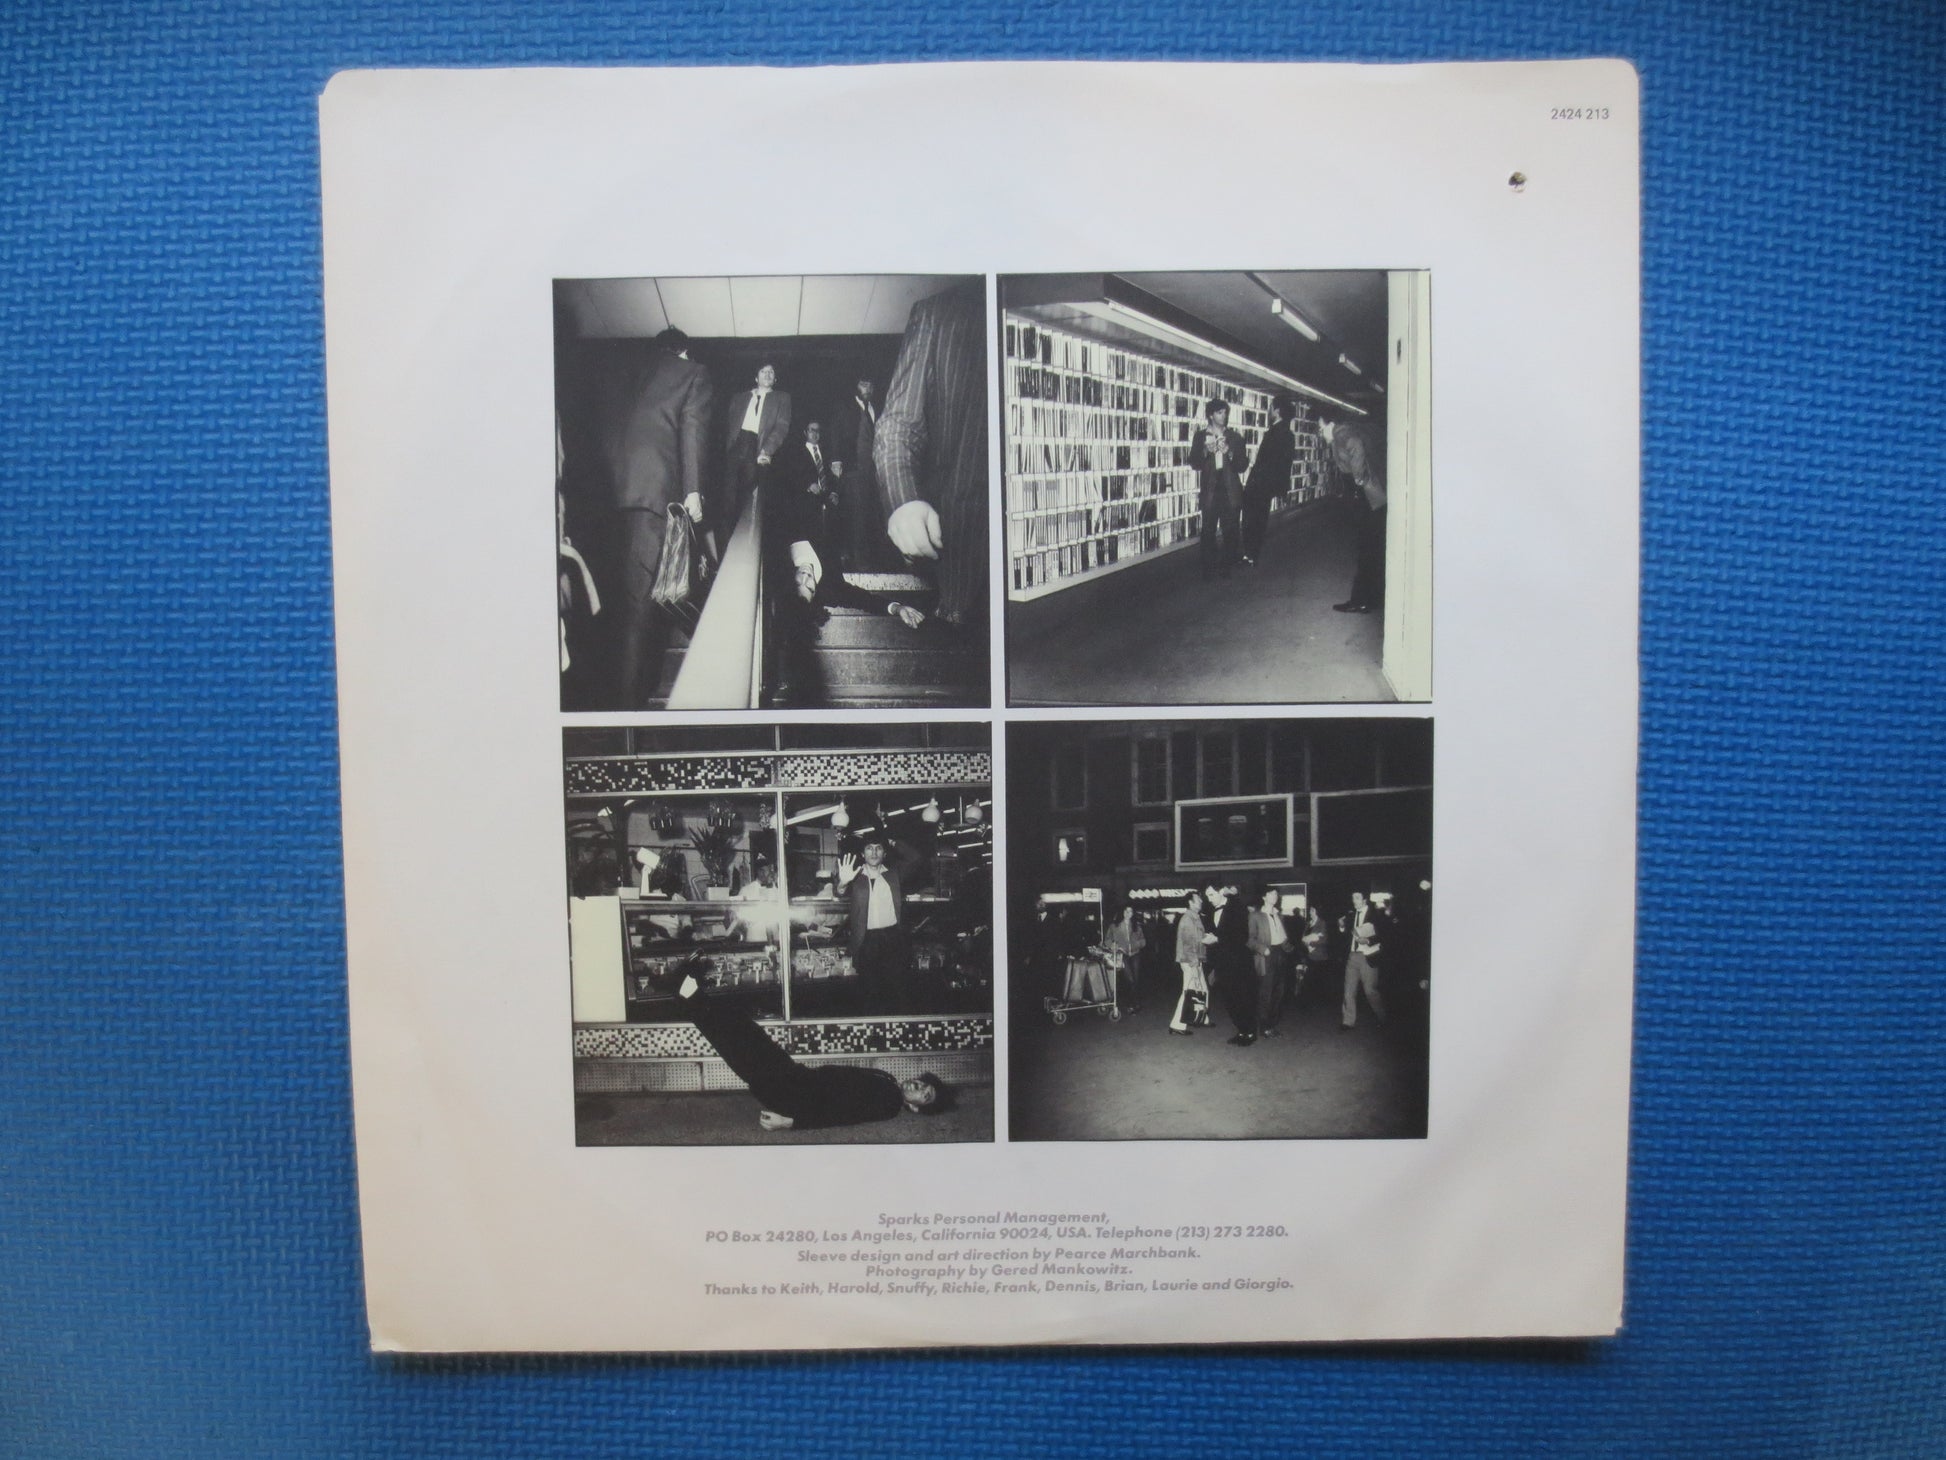 2424 213
Sparks Personal Management,
PO Box 24280, Los Angeles, California 90024, USA. Telephone (213) 273 2280.
Sleeve design and art direction by Pearce Marchbank.
Photography by Gered Mankowitz.
Thanks to Keith, Harold, Snuffy, Richie, Frank, Dennis, Brian, Laurie and Giorgio.